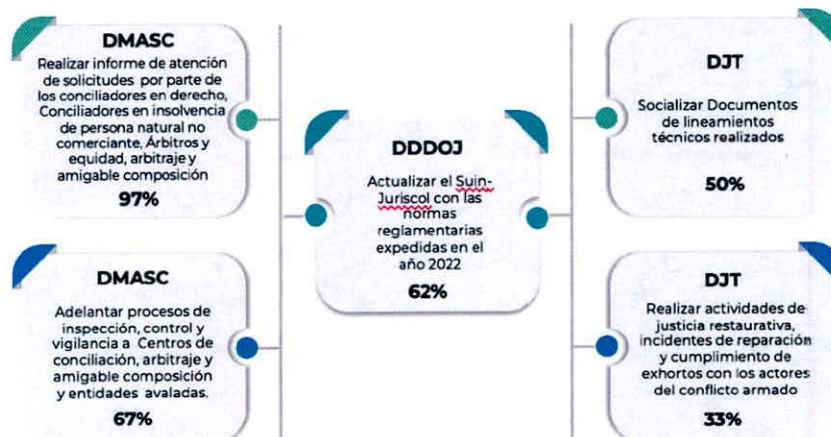 DMASC
Realizar informe de atención
de solicitudes por parte de
los conciliadores en derecho,
Conciliadores en insolvencia
de persona natural no
comerciante, Árbitros y
equidad, arbitraje y
amigable composición
97%
DMASC
Adelantar procesos de
inspección, control y
vigilancia a Centros de
conciliación, arbitraje y
amigable composición
y entidades avaladas.
67%
DDDOJ
Actualizar el Suin-
Juriscol con las
normas
reglamentarias
expedidas en el
año 2022
62%
DJT
Socializar Documentos
de lineamientos
técnicos realizados
50%
DJT
Realizar actividades de
justicia restaurativa,
incidentes de reparación
y cumplimiento de
exhortos con los actores
del conflicto armado
33%